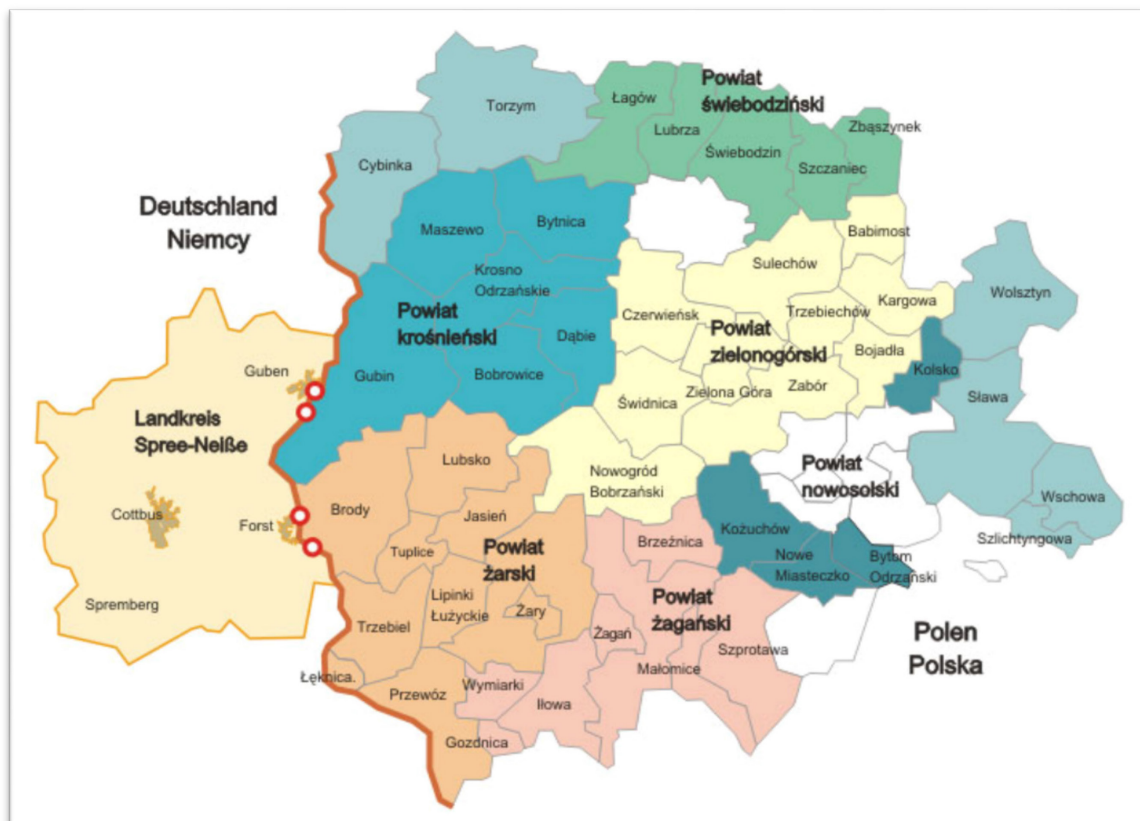 Torzym
Łagów
Powiat
świebodziński
Lubrza
Zbąszynek
Świebodzin
Cybinka
Szczaniec
Deutschland
Niemcy
Maszewo
Bytnica
Babimost
Sulechów
Krosno
Odrzańskie
Wolsztyn
Kargowa
Powiat
krośnieński
Czerwieńsk
Trzebiechów
Powiat
zielonogórski
Dąbie
Bojadła
Guben
Gubin
Bobrowice
Kolsko
Zielona Góra
Zabór
Sława
Świdnica
Landkreis
Spree-Neiße
Lubsko
Nowogród
Bobrzański
Powiat
nowosolski
Wschowa
Cottbus
Forst
Brody
Jasień
Kożuchów
Szlichtyngowa
Brzeźnica
Tuplice
Powiat
żarski
Nowe
Miasteczko
Bytom
Odrzański
Spremberg
Lipinki
Łużyckie
Żary
Powiat
żagański
Trzebiel
Żagań
Szprotawa
Polen
Polska
Łęknica.
Przewóz
Wymiarki
Małomice
Iłowa
Gozdnica